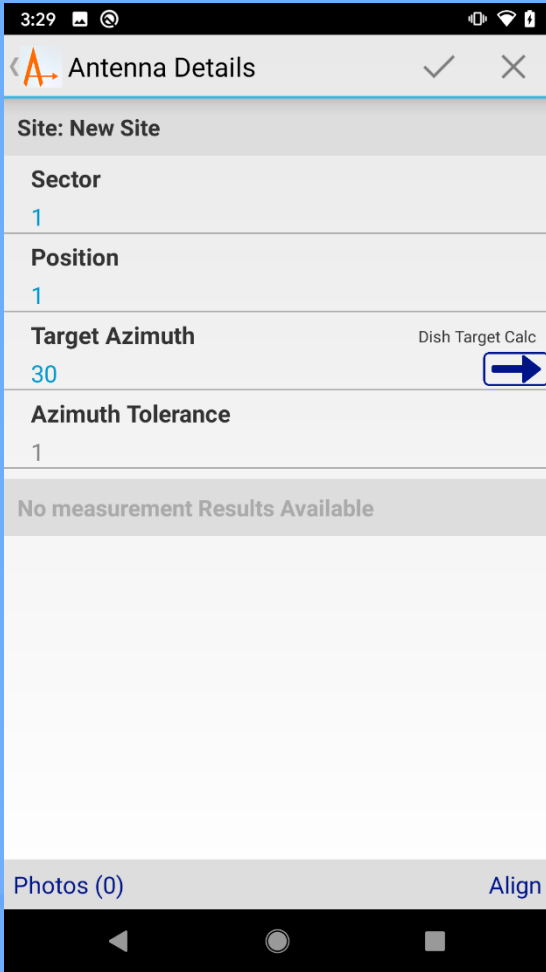 3:29
Antenna Details
Site: New Site
Sector
1
Position
1
Target Azimuth
Dish Target Calc
30
Azimuth Tolerance
1
No measurement Results Available
Photos (0)
Align